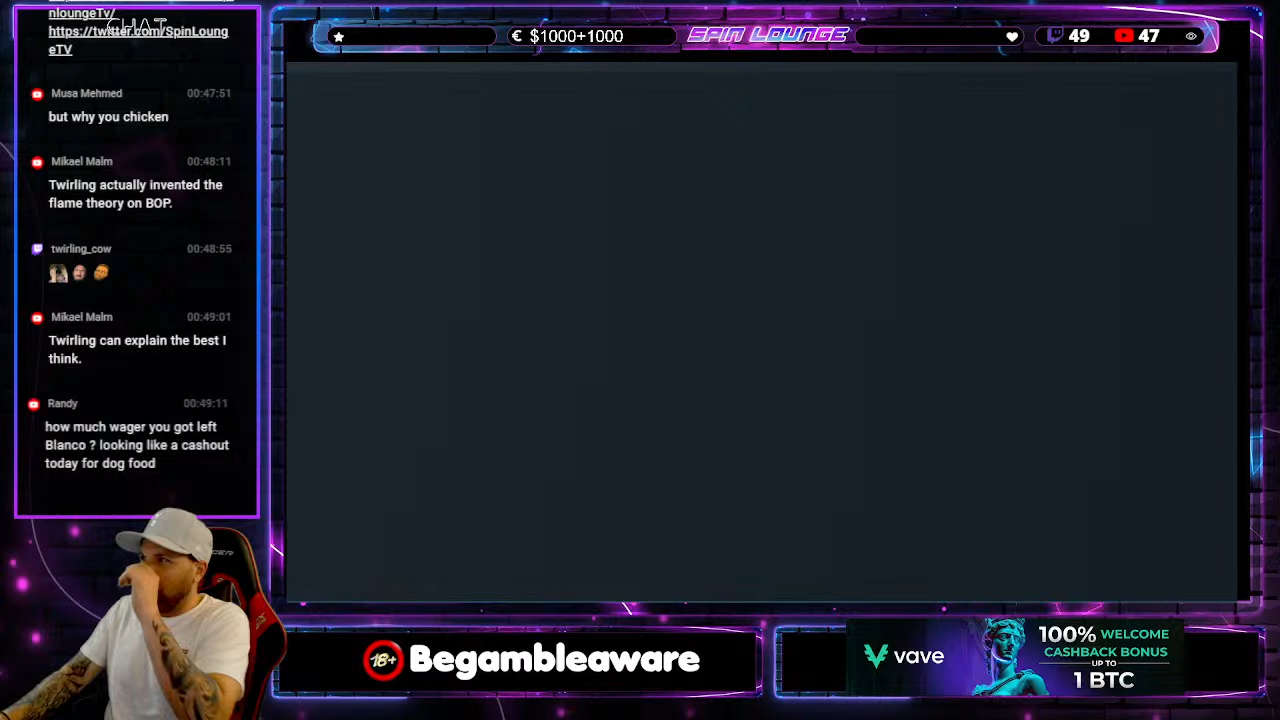 nloungeTv/
CHAT
https://twitter.com/SpinLoung
eTV
Musa Mehmed 00:47:51
but why you chicken
Mikael Malm 00:48:11
Twirling actually invented the
flame theory on BOP.
twirling_cow 00:48:55
Mikael Malm 00:49:01
Twirling can explain the best I
think.
Randy 00:49:11
how much wager you got left
Blanco ? looking like a cashout
today for dog food
€ $1000+1000
SPIN LOUNGE
49
47
18+ Begambleaware
vave
100% WELCOME
CASHBACK BONUS
UP TO
1 BTC